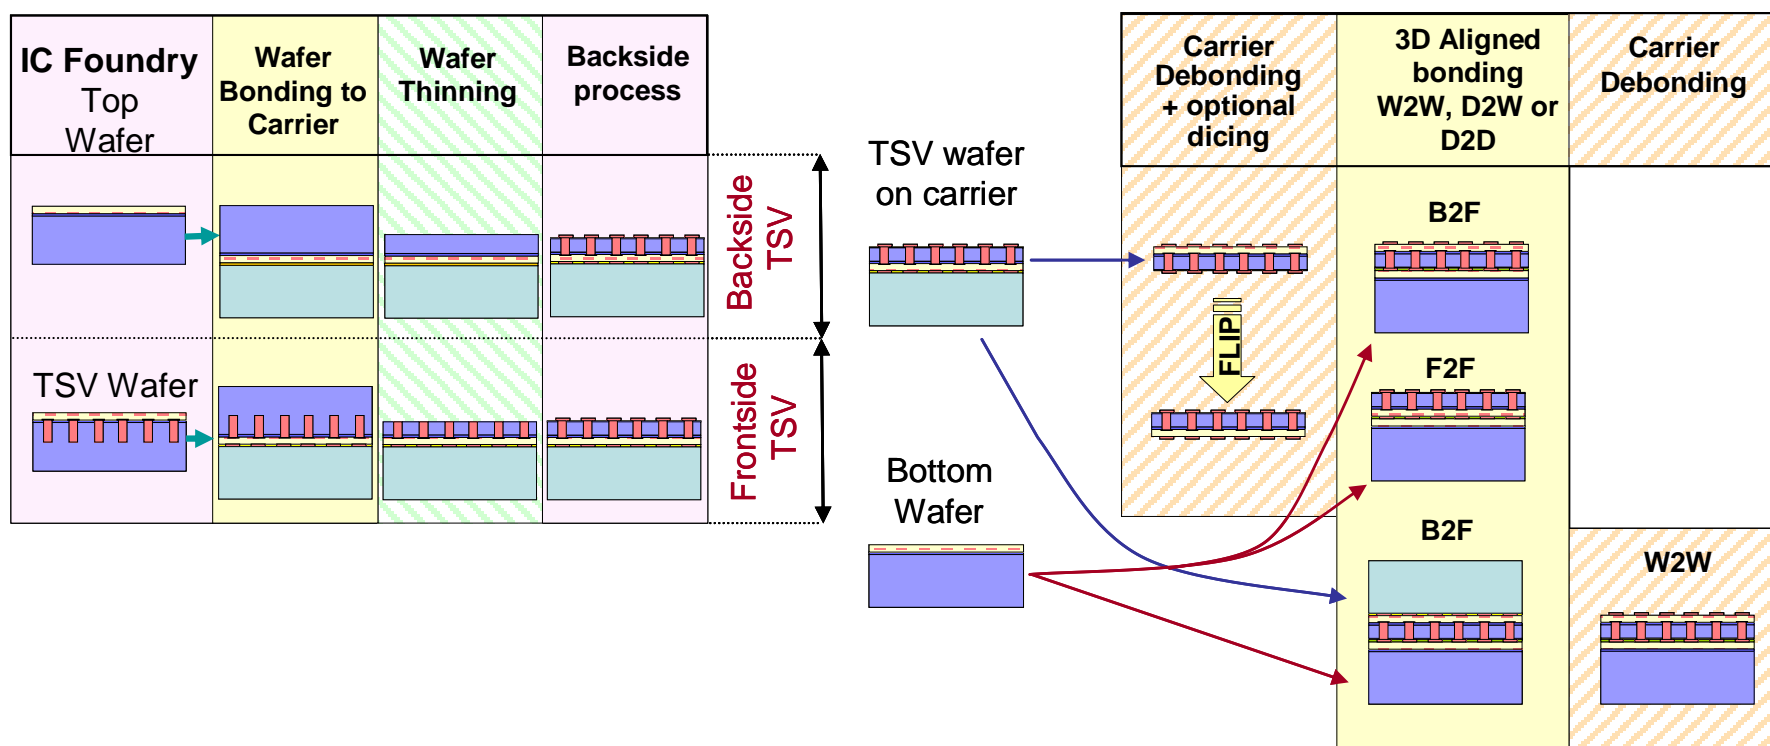 IC Foundry
Top
Wafer
Wafer
Bonding to
Carrier
Wafer
Thinning
Backside
process
Backside
TSV
TSV Wafer
Frontside
TSV
TSV wafer
on carrier
Bottom
Wafer
Carrier
Debonding
+ optional
dicing
3D Aligned
bonding
W2W, D2W or
D2D
Carrier
Debonding
FLIP
B2F
F2F
B2F
W2W